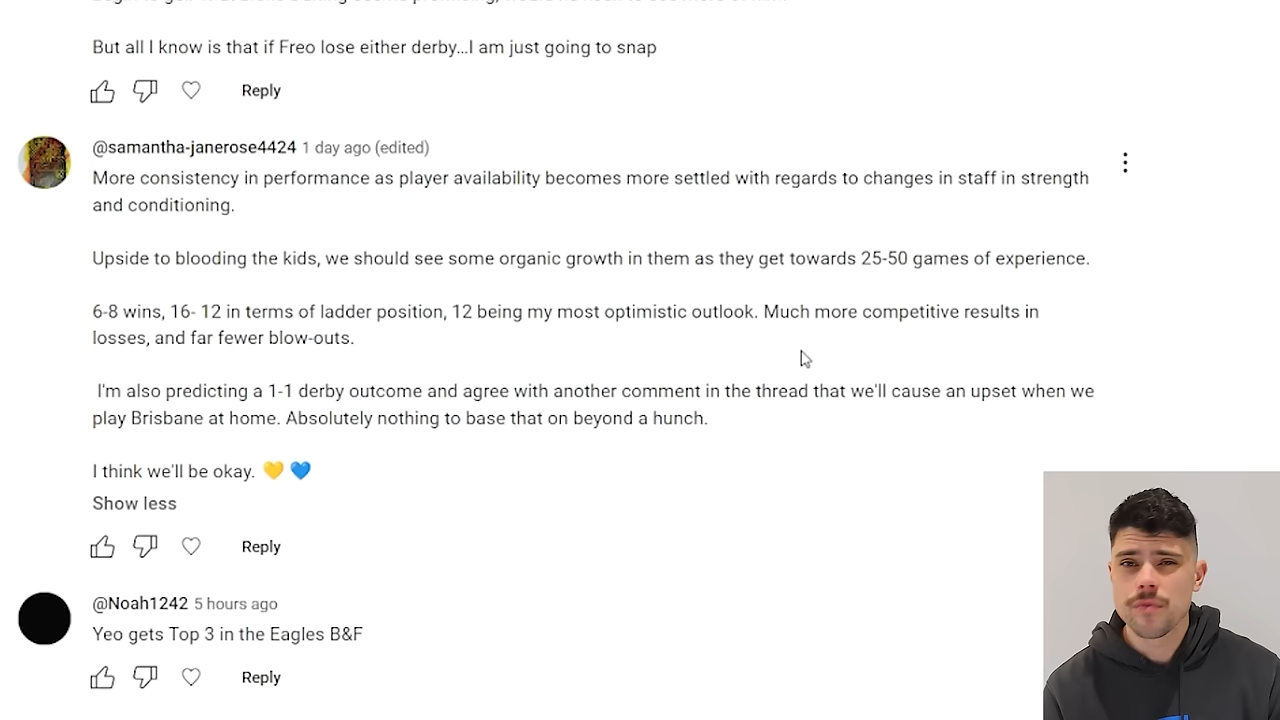 But all I know is that if Freo lose either derby...I am just going to snap
Reply
@samantha-janerose4424 1 day ago (edited)
More consistency in performance as player availability becomes more settled with regards to changes in staff in strength
and conditioning.
Upside to blooding the kids, we should see some organic growth in them as they get towards 25-50 games of experience.
6-8 wins, 16- 12 in terms of ladder position, 12 being my most optimistic outlook. Much more competitive results in
losses, and far fewer blow-outs.
I'm also predicting a 1-1 derby outcome and agree with another comment in the thread that we'll cause an upset when we
play Brisbane at home. Absolutely nothing to base that on beyond a hunch.
I think we'll be okay. 💛 💙
Show less
Reply
@Noah1242 5 hours ago
Yeo gets Top 3 in the Eagles B&F
Reply